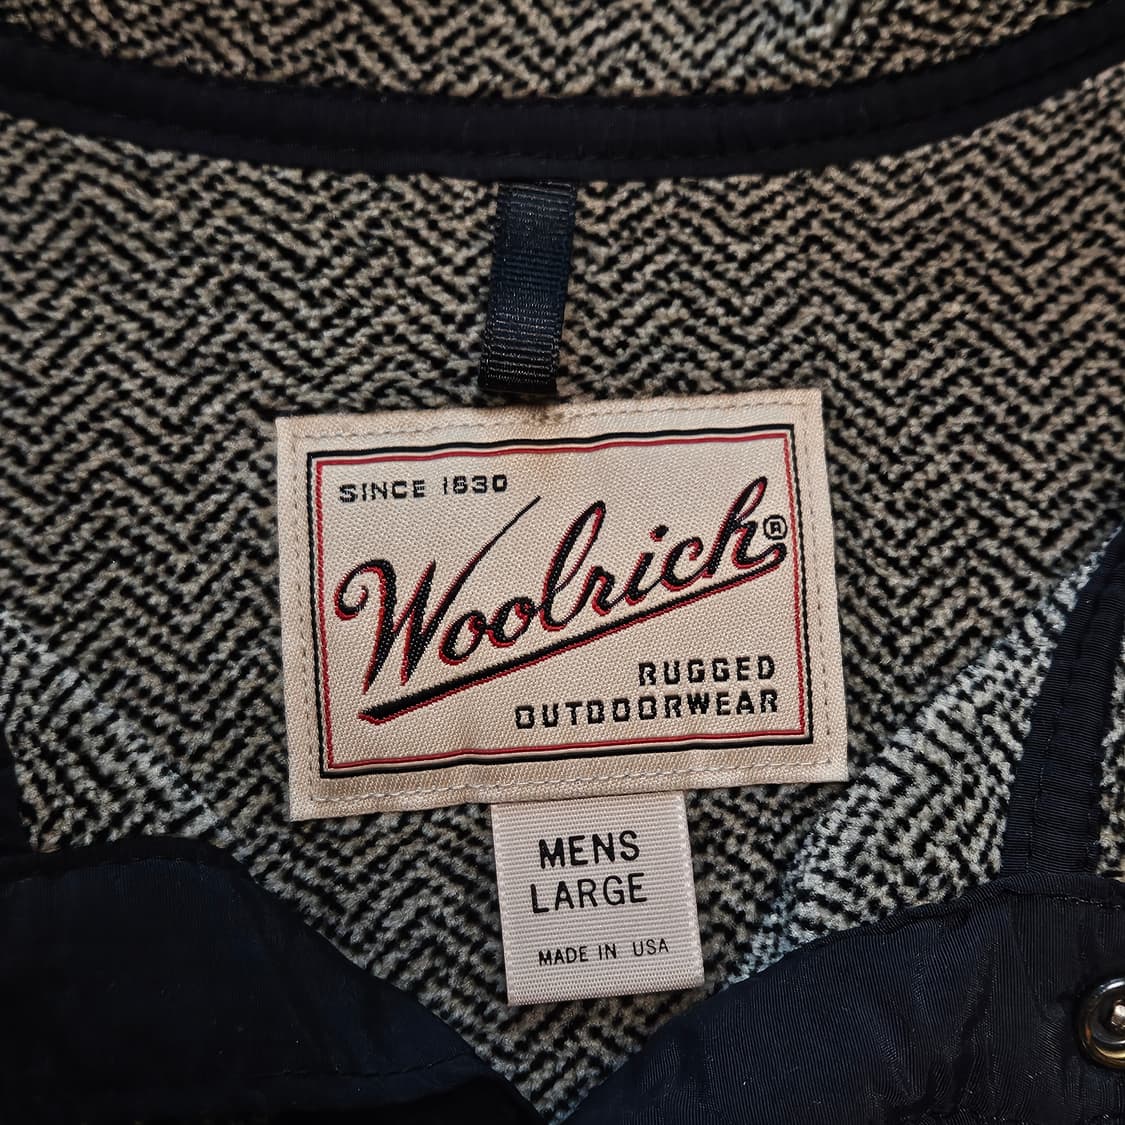 SINCE 1830
Woolrich®
RUGGED
OUTDOORWEAR
MENS
LARGE
MADE IN USA